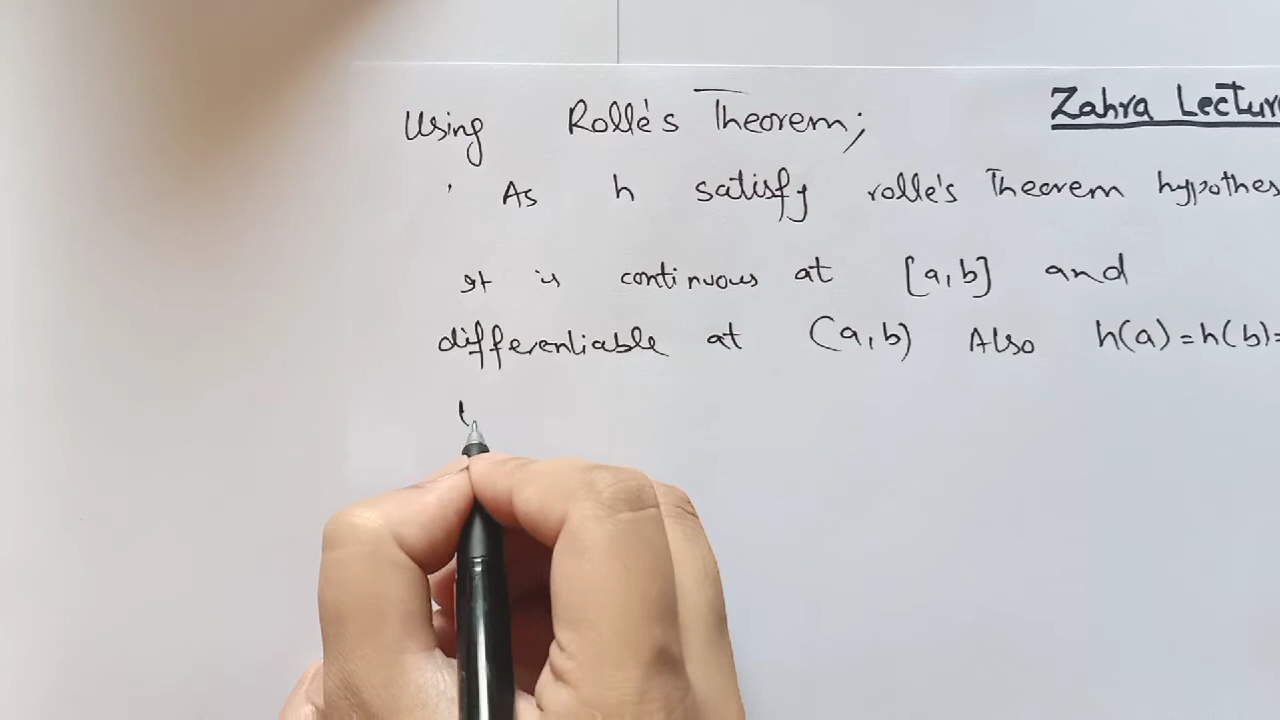 Using Rolle's Theorem;
Zahra Lectur
As h satisfy rolle's Theorem hypothes
It is continuous at [a,b] and
differentiable at (a,b) Also h(a)=h(b)=